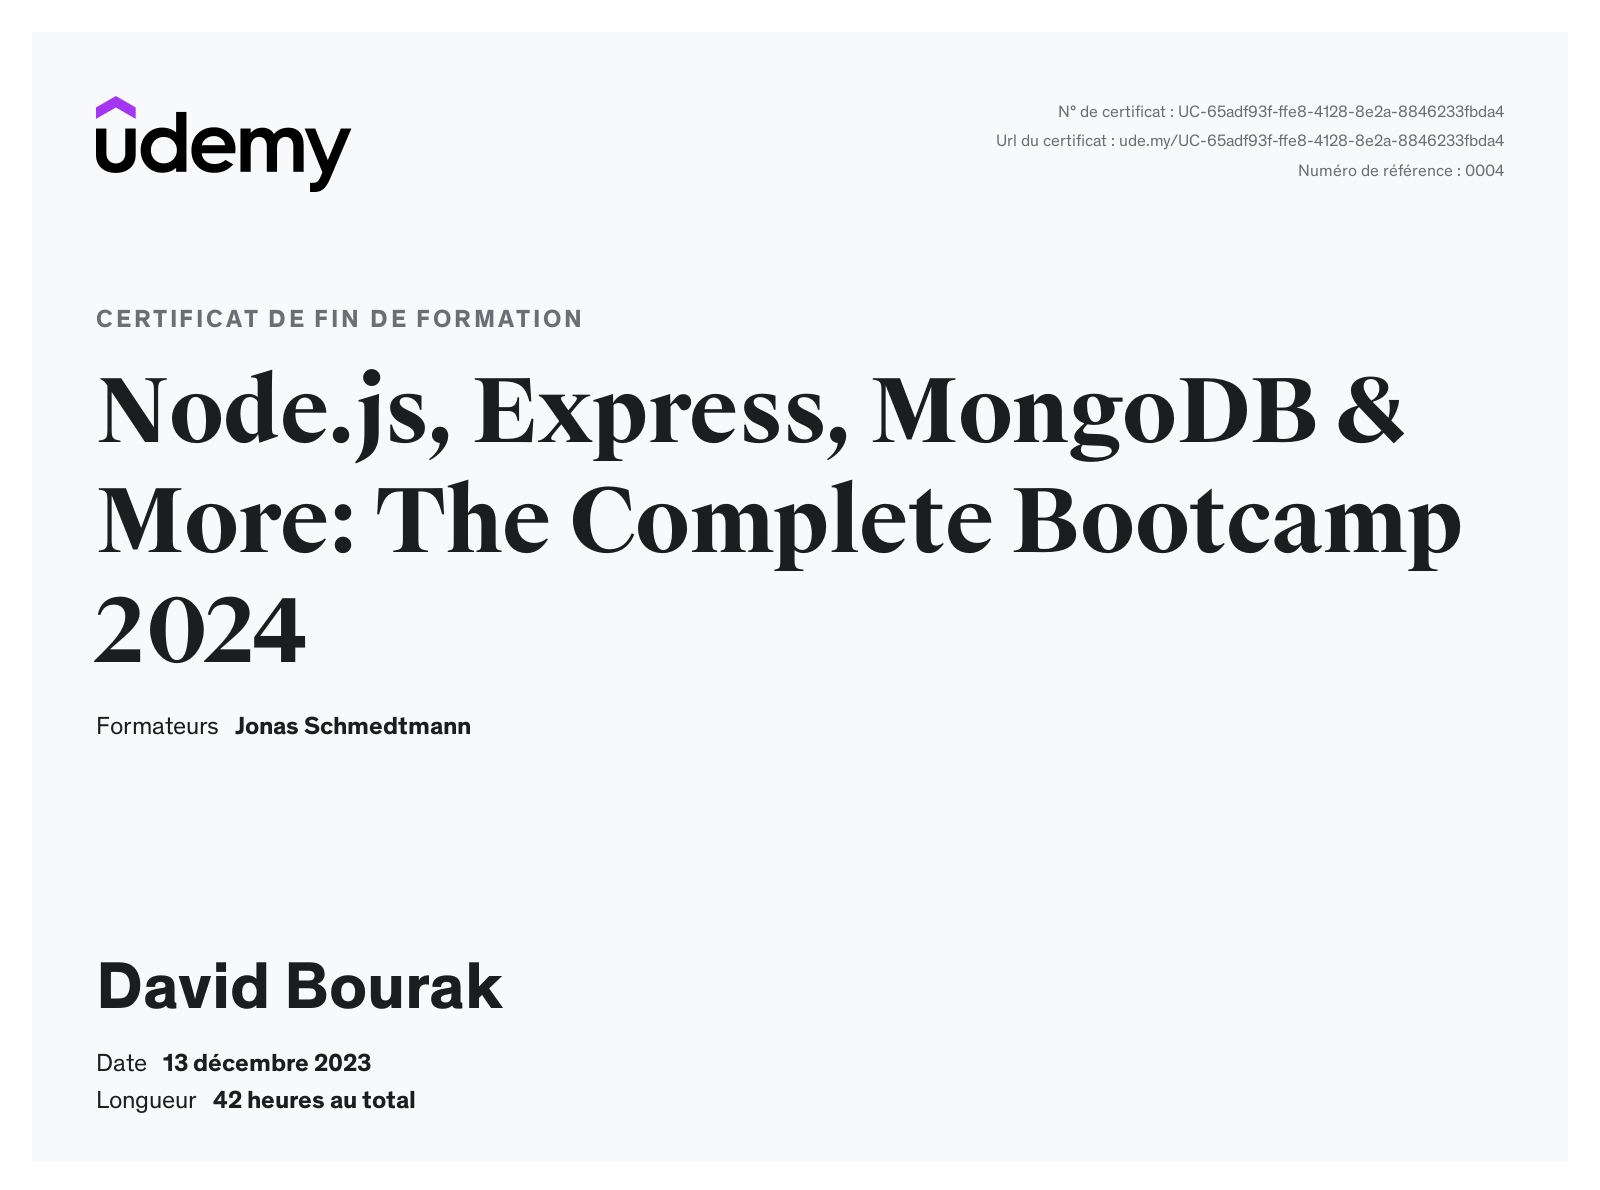 udemy
N° de certificat : UC-65adf93f-ffe8-4128-8e2a-8846233fbda4
Url du certificat : ude.my/UC-65adf93f-ffe8-4128-8e2a-8846233fbda4
Numéro de référence : 0004
CERTIFICAT DE FIN DE FORMATION
Node.js, Express, MongoDB &
More: The Complete Bootcamp
2024
Formateurs Jonas Schmedtmann
David Bourak
Date 13 décembre 2023
Longueur 42 heures au total